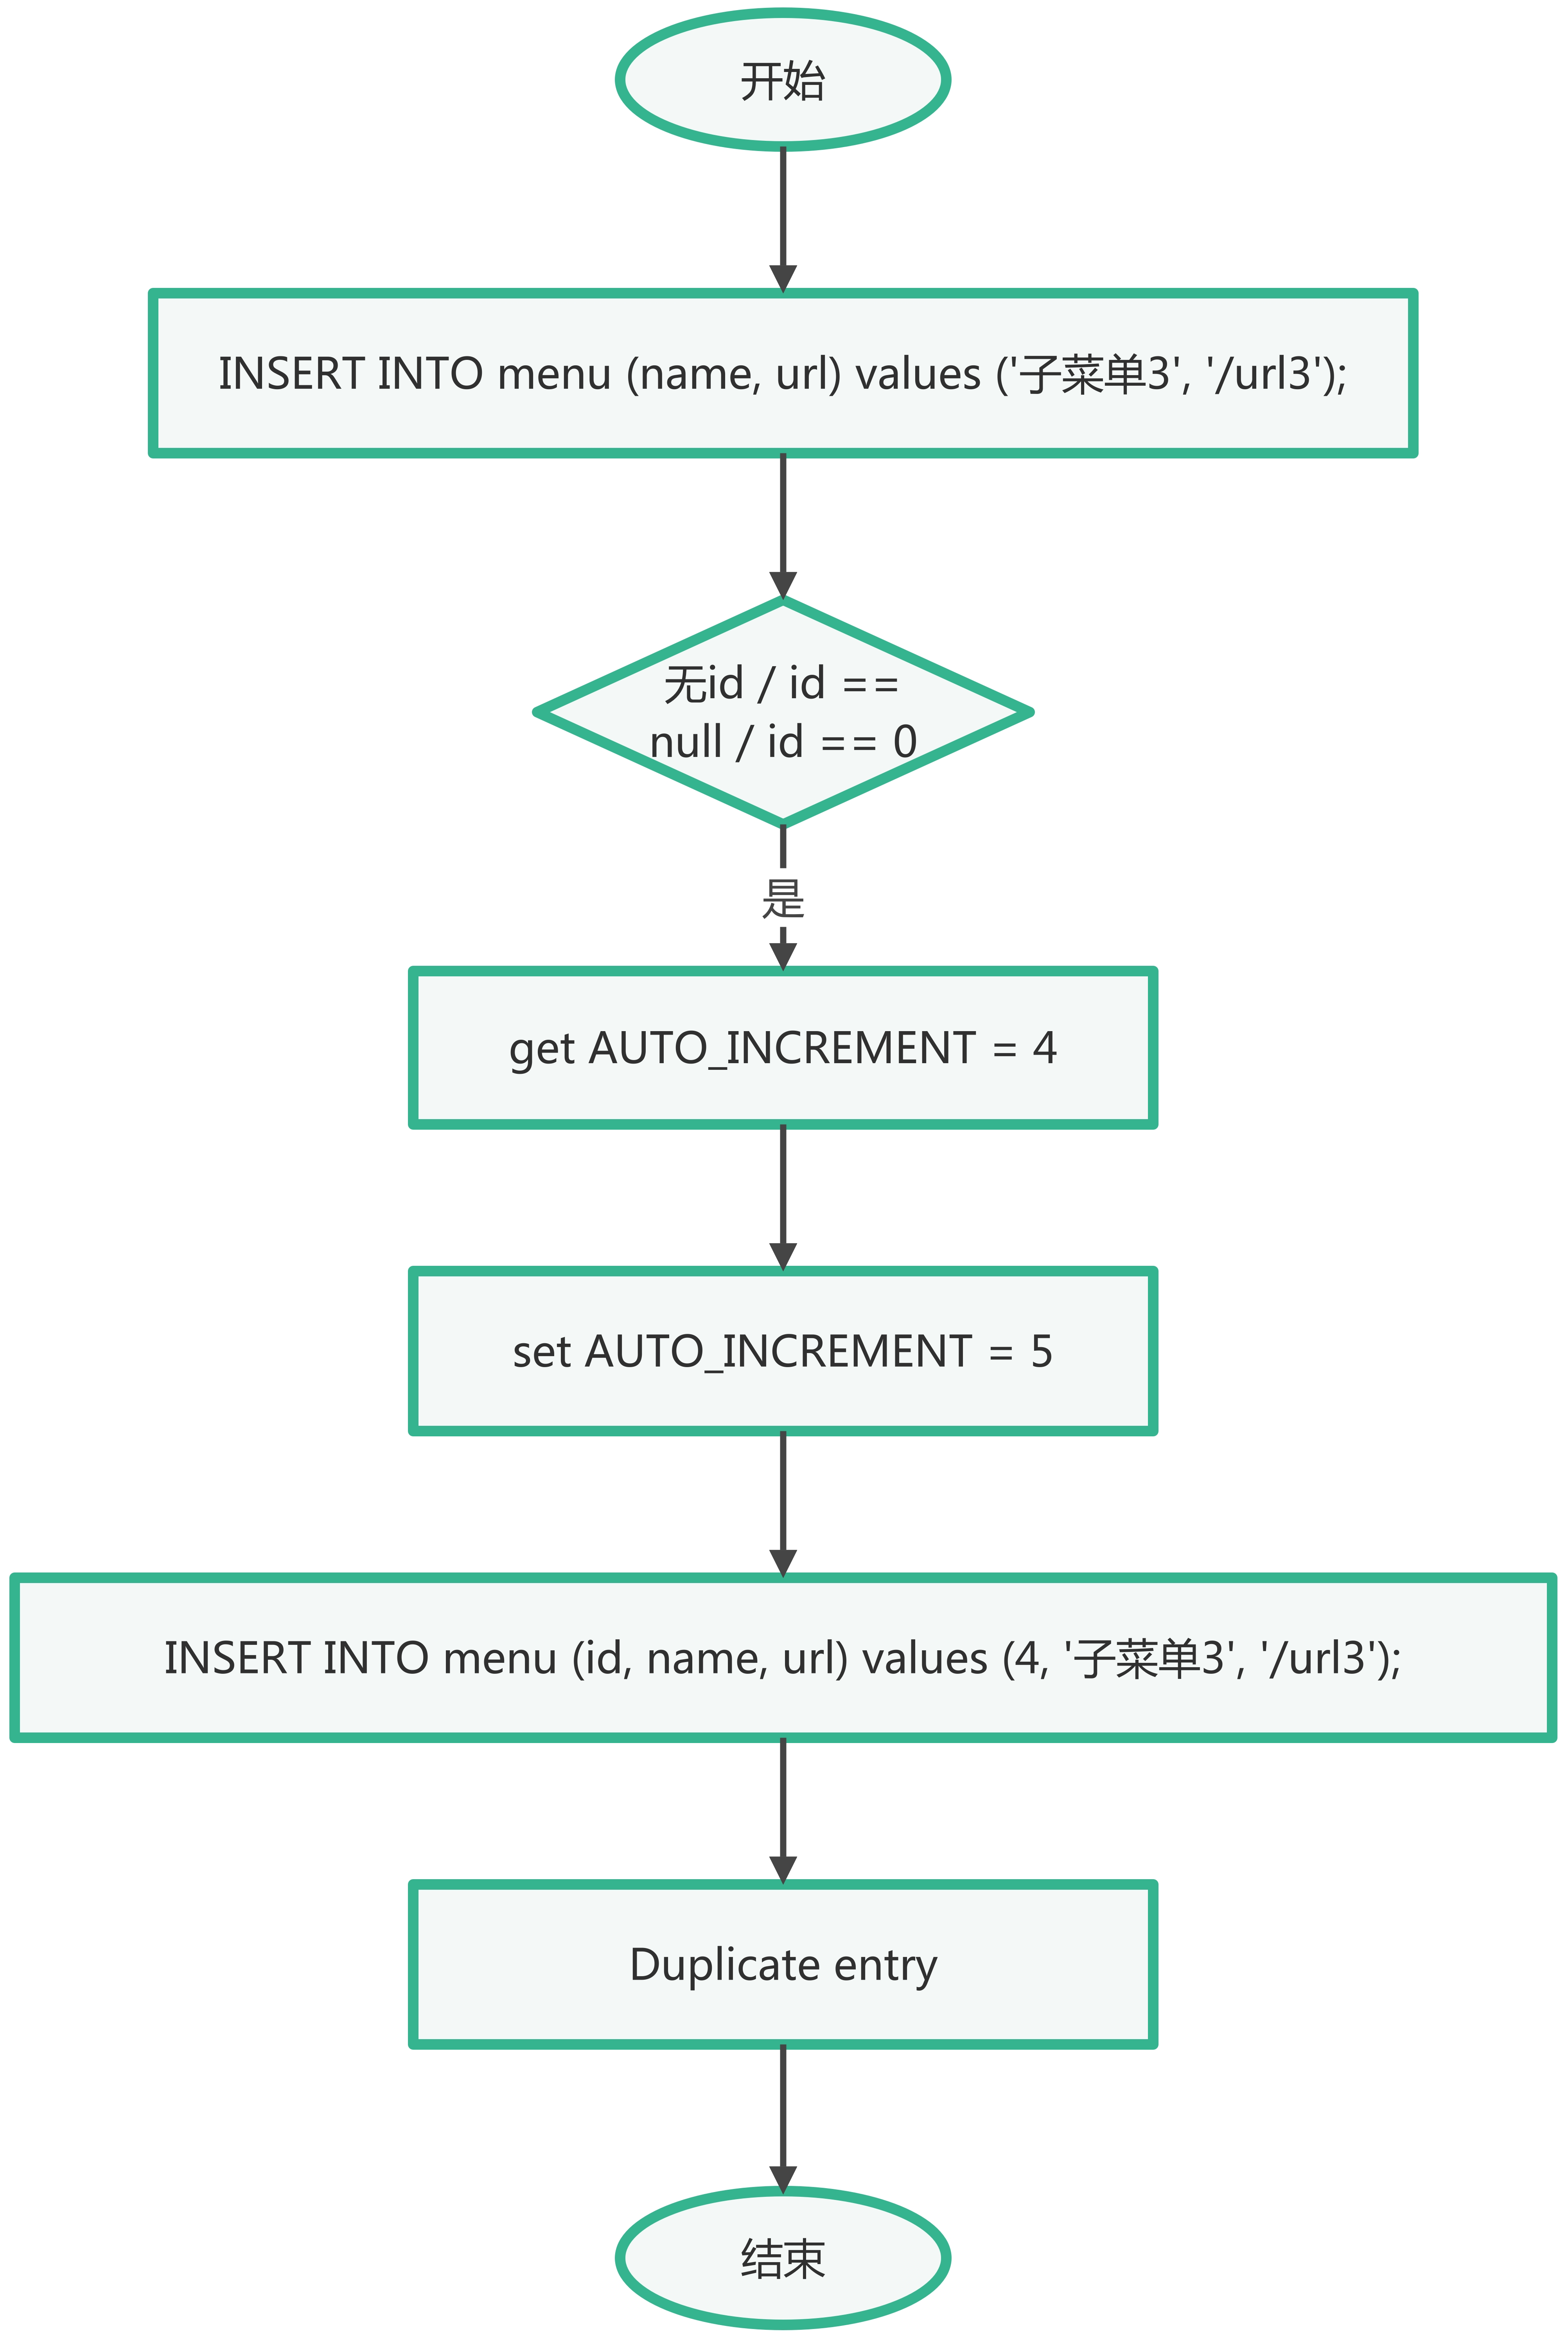 开始
INSERT INTO menu (name, url) values ('子菜单3', '/url3');
无id / id ==
null / id == 0
是
get AUTO_INCREMENT = 4
set AUTO_INCREMENT = 5
INSERT INTO menu (id, name, url) values (4, '子菜单3', '/url3');
Duplicate entry
结束